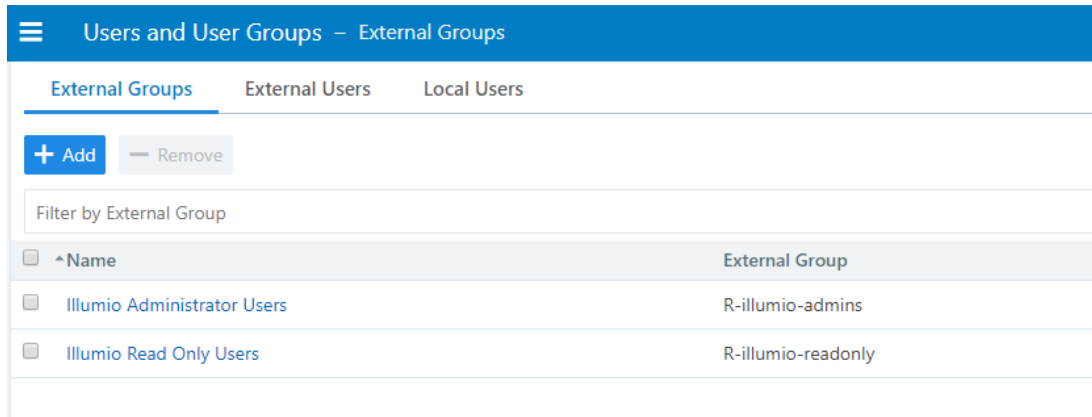 Users and User Groups – External Groups
External Groups External Users Local Users
Add Remove
Filter by External Group
Name External Group
Illumio Administrator Users R-illumio-admins
Illumio Read Only Users R-illumio-readonly